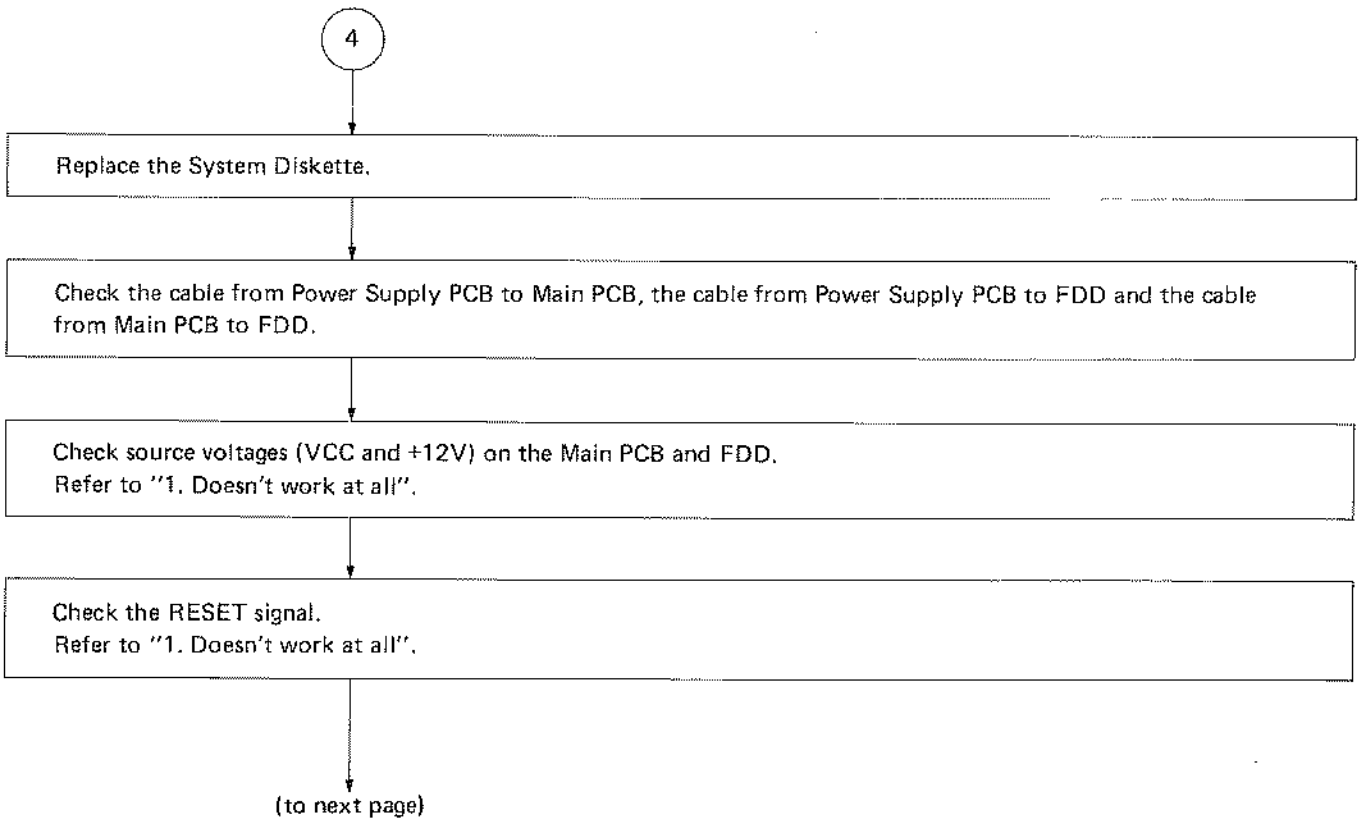 4
Replace the System Diskette.
Check the cable from Power Supply PCB to Main PCB, the cable from Power Supply PCB to FDD and the cable
from Main PCB to FDD.
Check source voltages (VCC and +12V) on the Main PCB and FDD.
Refer to "1. Doesn't work at all".
Check the RESET signal.
Refer to "1. Doesn't work at all".
(to next page)